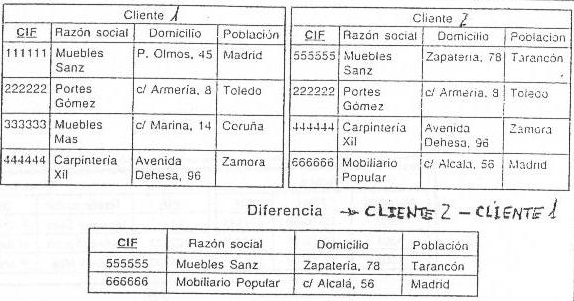 Cliente 1
CIF Razón social Domicilio Población
111111 Muebles P. Olmos, 45 Madrid
Sanz
222222 Portes c/ Armería, 8 Toledo
Gómez
333333 Muebles c/ Marina, 14 Coruña
Mas
444444 Carpintería Avenida Zamora
Xil Dehesa, 96
Cliente 2
CIF Razón social Domicilio Población
555555 Muebles Zapatería, 78 Tarancón
Sanz
222222 Portes c/ Armería, 8 Toledo
Gómez
444444 Carpintería Avenida Zamora
Xil Dehesa, 96
666666 Mobiliario c/ Alcalá, 56 Madrid
Popular
Diferencia → CLIENTE 2 - CLIENTE 1
CIF Razón social Domicilio Población
555555 Muebles Sanz Zapatería, 78 Tarancón
666666 Mobiliario Popular c/ Alcalá, 56 Madrid